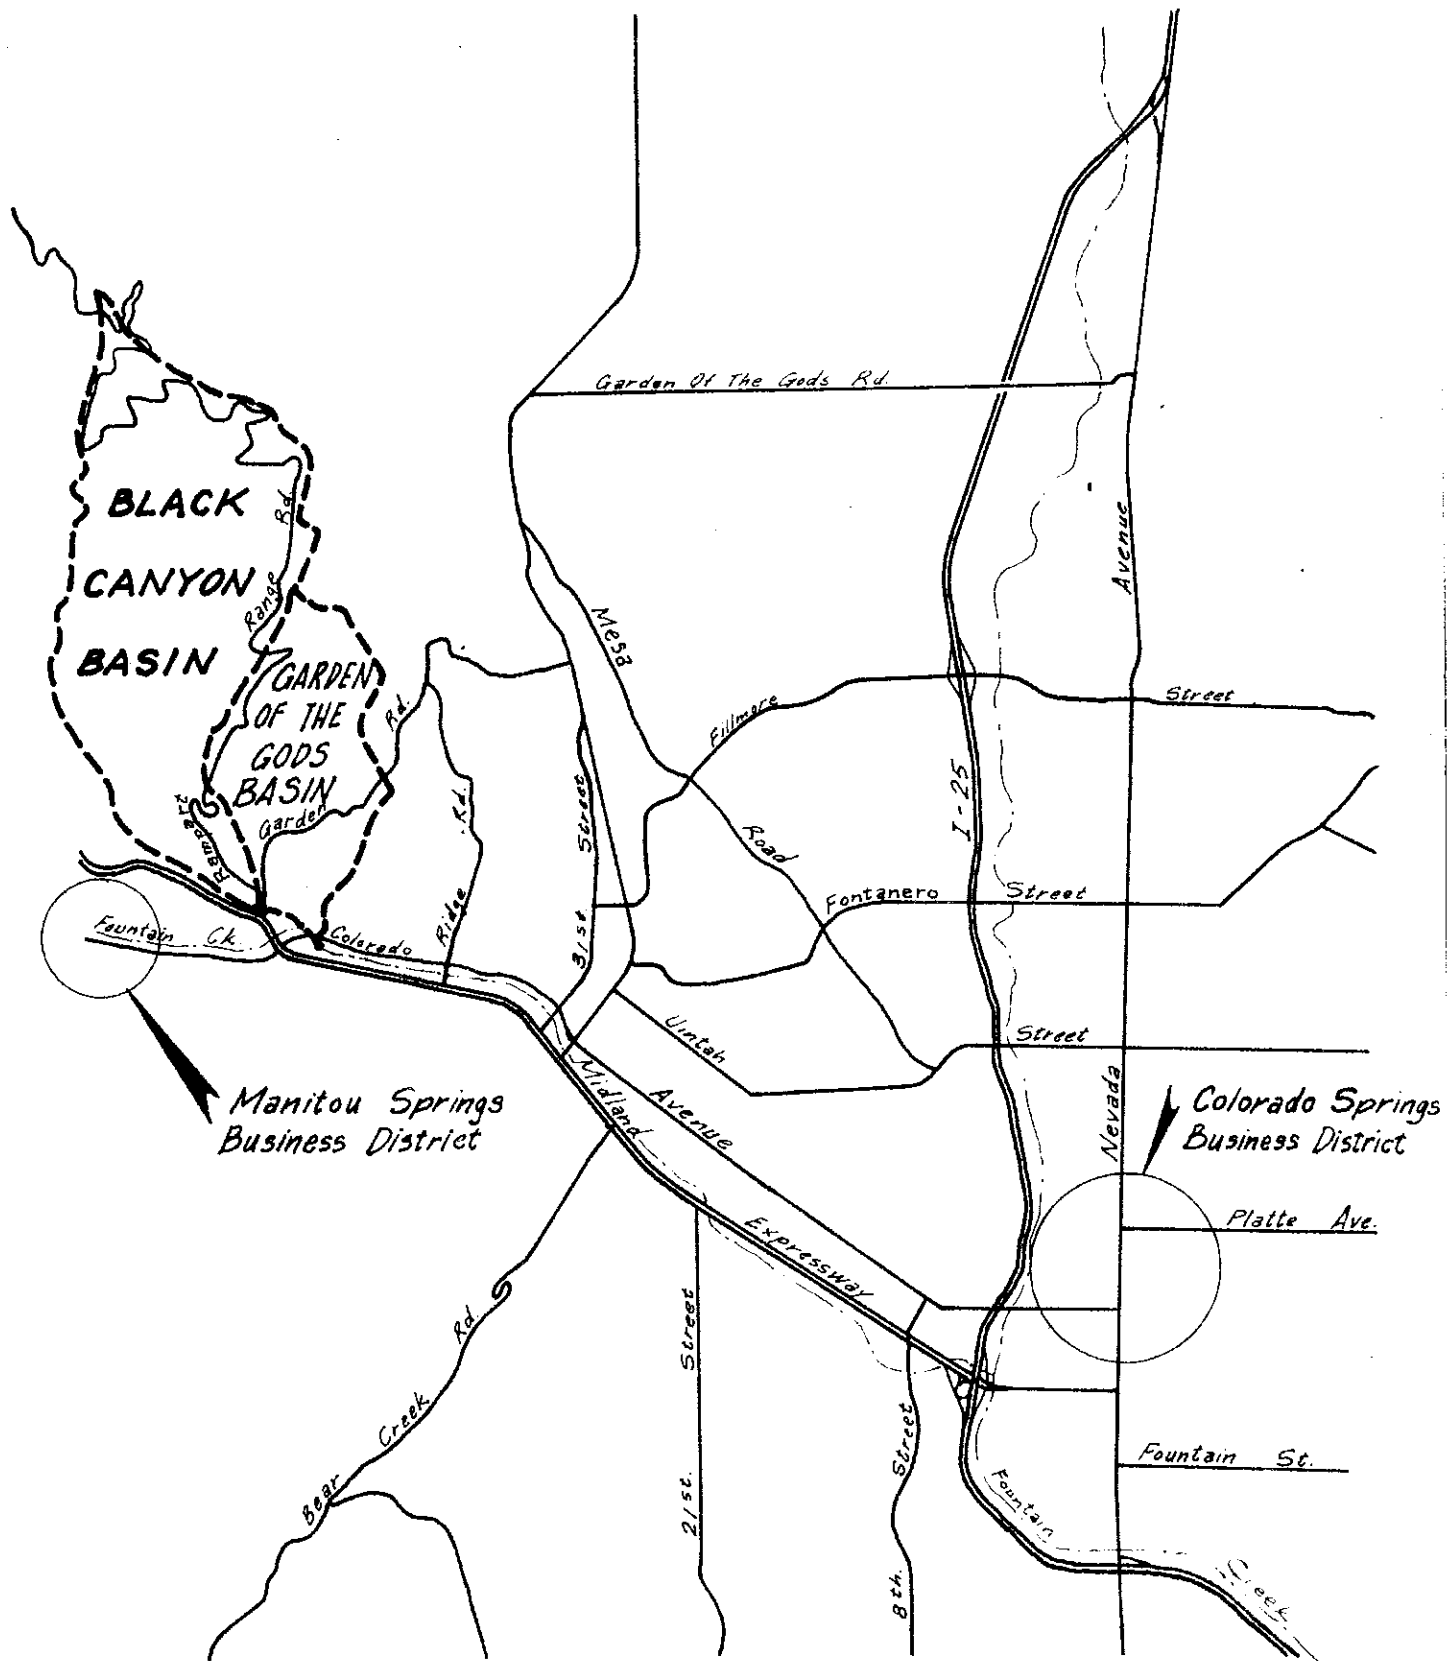 Garden Of The Gods Rd.
BLACK
CANYON
BASIN
Rd.
Range
Rampart
GARDEN
OF THE
GODS
BASIN
Garden
Rd.
Ridge Rd.
31st. Street
Mesa
Road
Fillmore
Street
I-25
Avenue
Nevada
Fontanero Street
Uintah
Street
Fountain Ck.
Colorado
Avenue
Midland
Expressway
Manitou Springs
Business District
Colorado Springs
Business District
Platte Ave.
Bear Creek Rd.
21st. Street
8th. Street
Fountain St.
Fountain
Creek